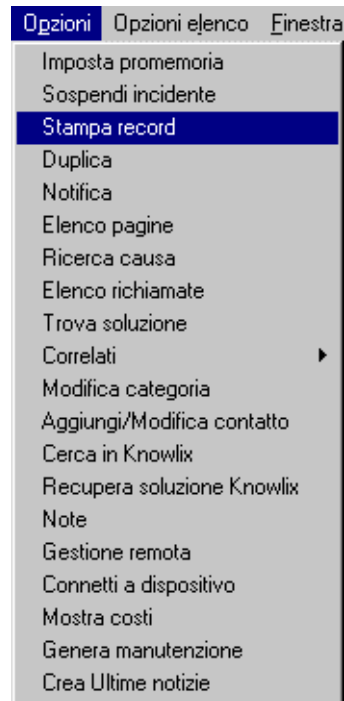 Opzioni Opzioni elenco Finestra
Imposta promemoria
Sospendi incidente
Stampa record
Duplica
Notifica
Elenco pagine
Ricerca causa
Elenco richiamate
Trova soluzione
Correlati
Modifica categoria
Aggiungi/Modifica contatto
Cerca in Knowlix
Recupera soluzione Knowlix
Note
Gestione remota
Connetti a dispositivo
Mostra costi
Genera manutenzione
Crea Ultime notizie